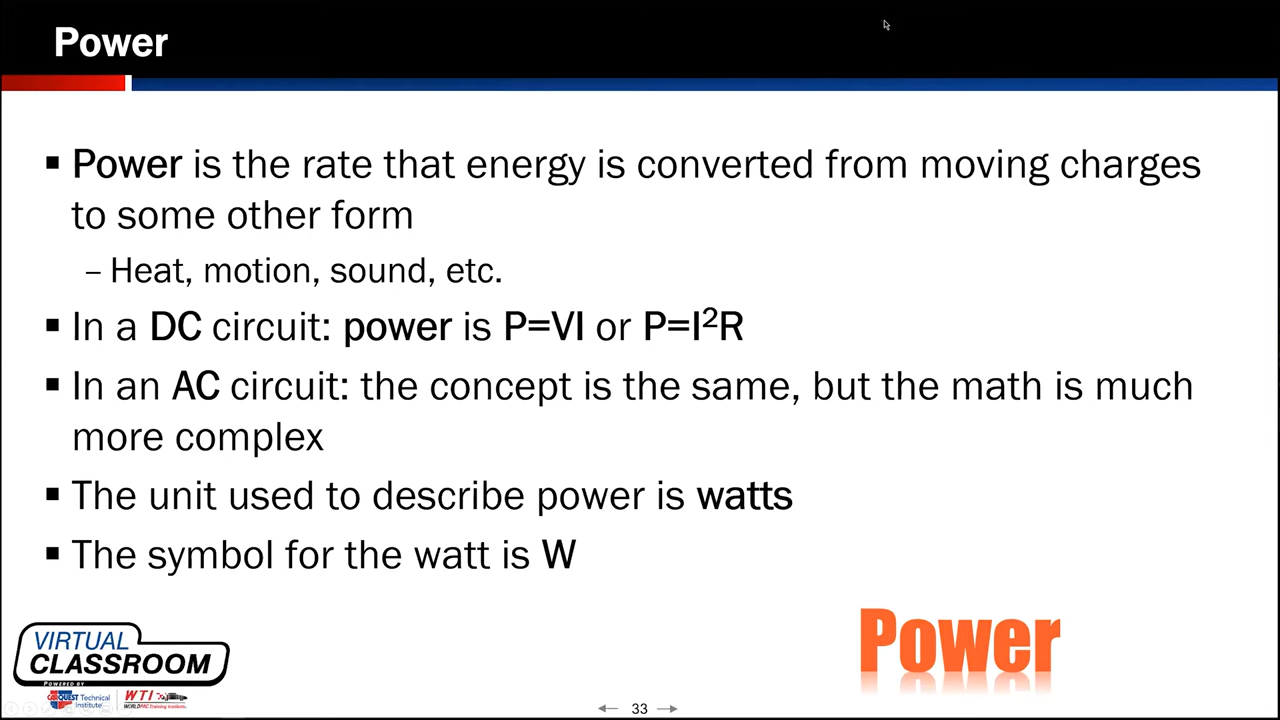 Power
▪ Power is the rate that energy is converted from moving charges
to some other form
– Heat, motion, sound, etc.
▪ In a DC circuit: power is P=VI or P=I²R
▪ In an AC circuit: the concept is the same, but the math is much
more complex
▪ The unit used to describe power is watts
▪ The symbol for the watt is W
Power
VIRTUAL
CLASSROOM
POWERED BY
CARQUEST Technical
Institute
WTI
WORLDPAC Training Institute
33